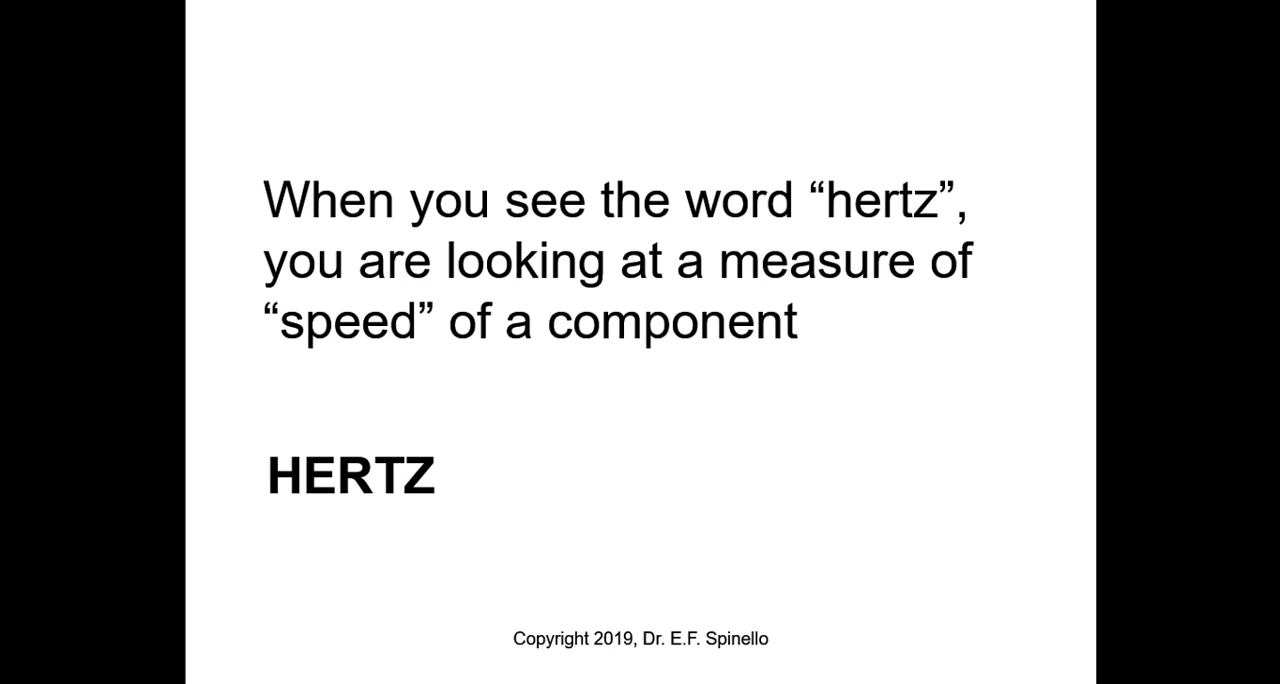 When you see the word “hertz”,
you are looking at a measure of
“speed” of a component
HERTZ
Copyright 2019, Dr. E.F. Spinello